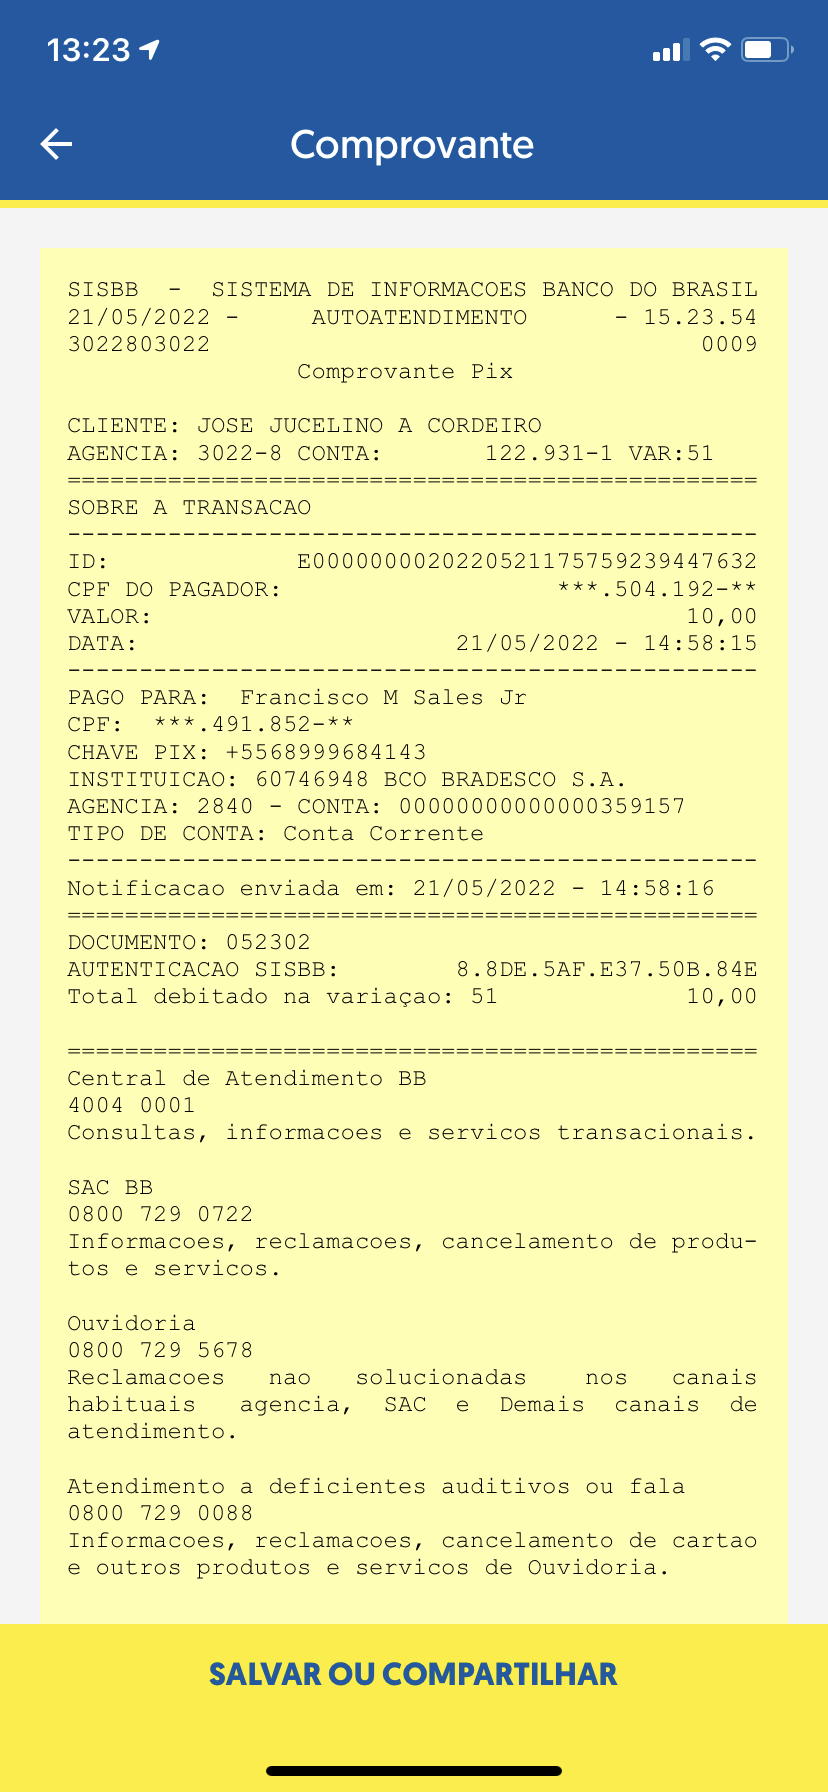 13:23
Comprovante
SISBB - SISTEMA DE INFORMACOES BANCO DO BRASIL
21/05/2022 - AUTOATENDIMENTO - 15.23.54
3022803022 0009
Comprovante Pix
CLIENTE: JOSE JUCELINO A CORDEIRO
AGENCIA: 3022-8 CONTA: 122.931-1 VAR:51
================================================
SOBRE A TRANSACAO
------------------------------------------------
ID: E0000000020220521175759239447632
CPF DO PAGADOR: ***.504.192-**
VALOR: 10,00
DATA: 21/05/2022 - 14:58:15
------------------------------------------------
PAGO PARA: Francisco M Sales Jr
CPF: ***.491.852-**
CHAVE PIX: +5568999684143
INSTITUICAO: 60746948 BCO BRADESCO S.A.
AGENCIA: 2840 - CONTA: 00000000000000359157
TIPO DE CONTA: Conta Corrente
------------------------------------------------
Notificacao enviada em: 21/05/2022 - 14:58:16
================================================
DOCUMENTO: 052302
AUTENTICACAO SISBB: 8.8DE.5AF.E37.50B.84E
Total debitado na variaçao: 51 10,00
================================================
Central de Atendimento BB
4004 0001
Consultas, informacoes e servicos transacionais.
SAC BB
0800 729 0722
Informacoes, reclamacoes, cancelamento de produ-
tos e servicos.
Ouvidoria
0800 729 5678
Reclamacoes nao solucionadas nos canais
habituais agencia, SAC e Demais canais de
atendimento.
Atendimento a deficientes auditivos ou fala
0800 729 0088
Informacoes, reclamacoes, cancelamento de cartao
e outros produtos e servicos de Ouvidoria.
SALVAR OU COMPARTILHAR